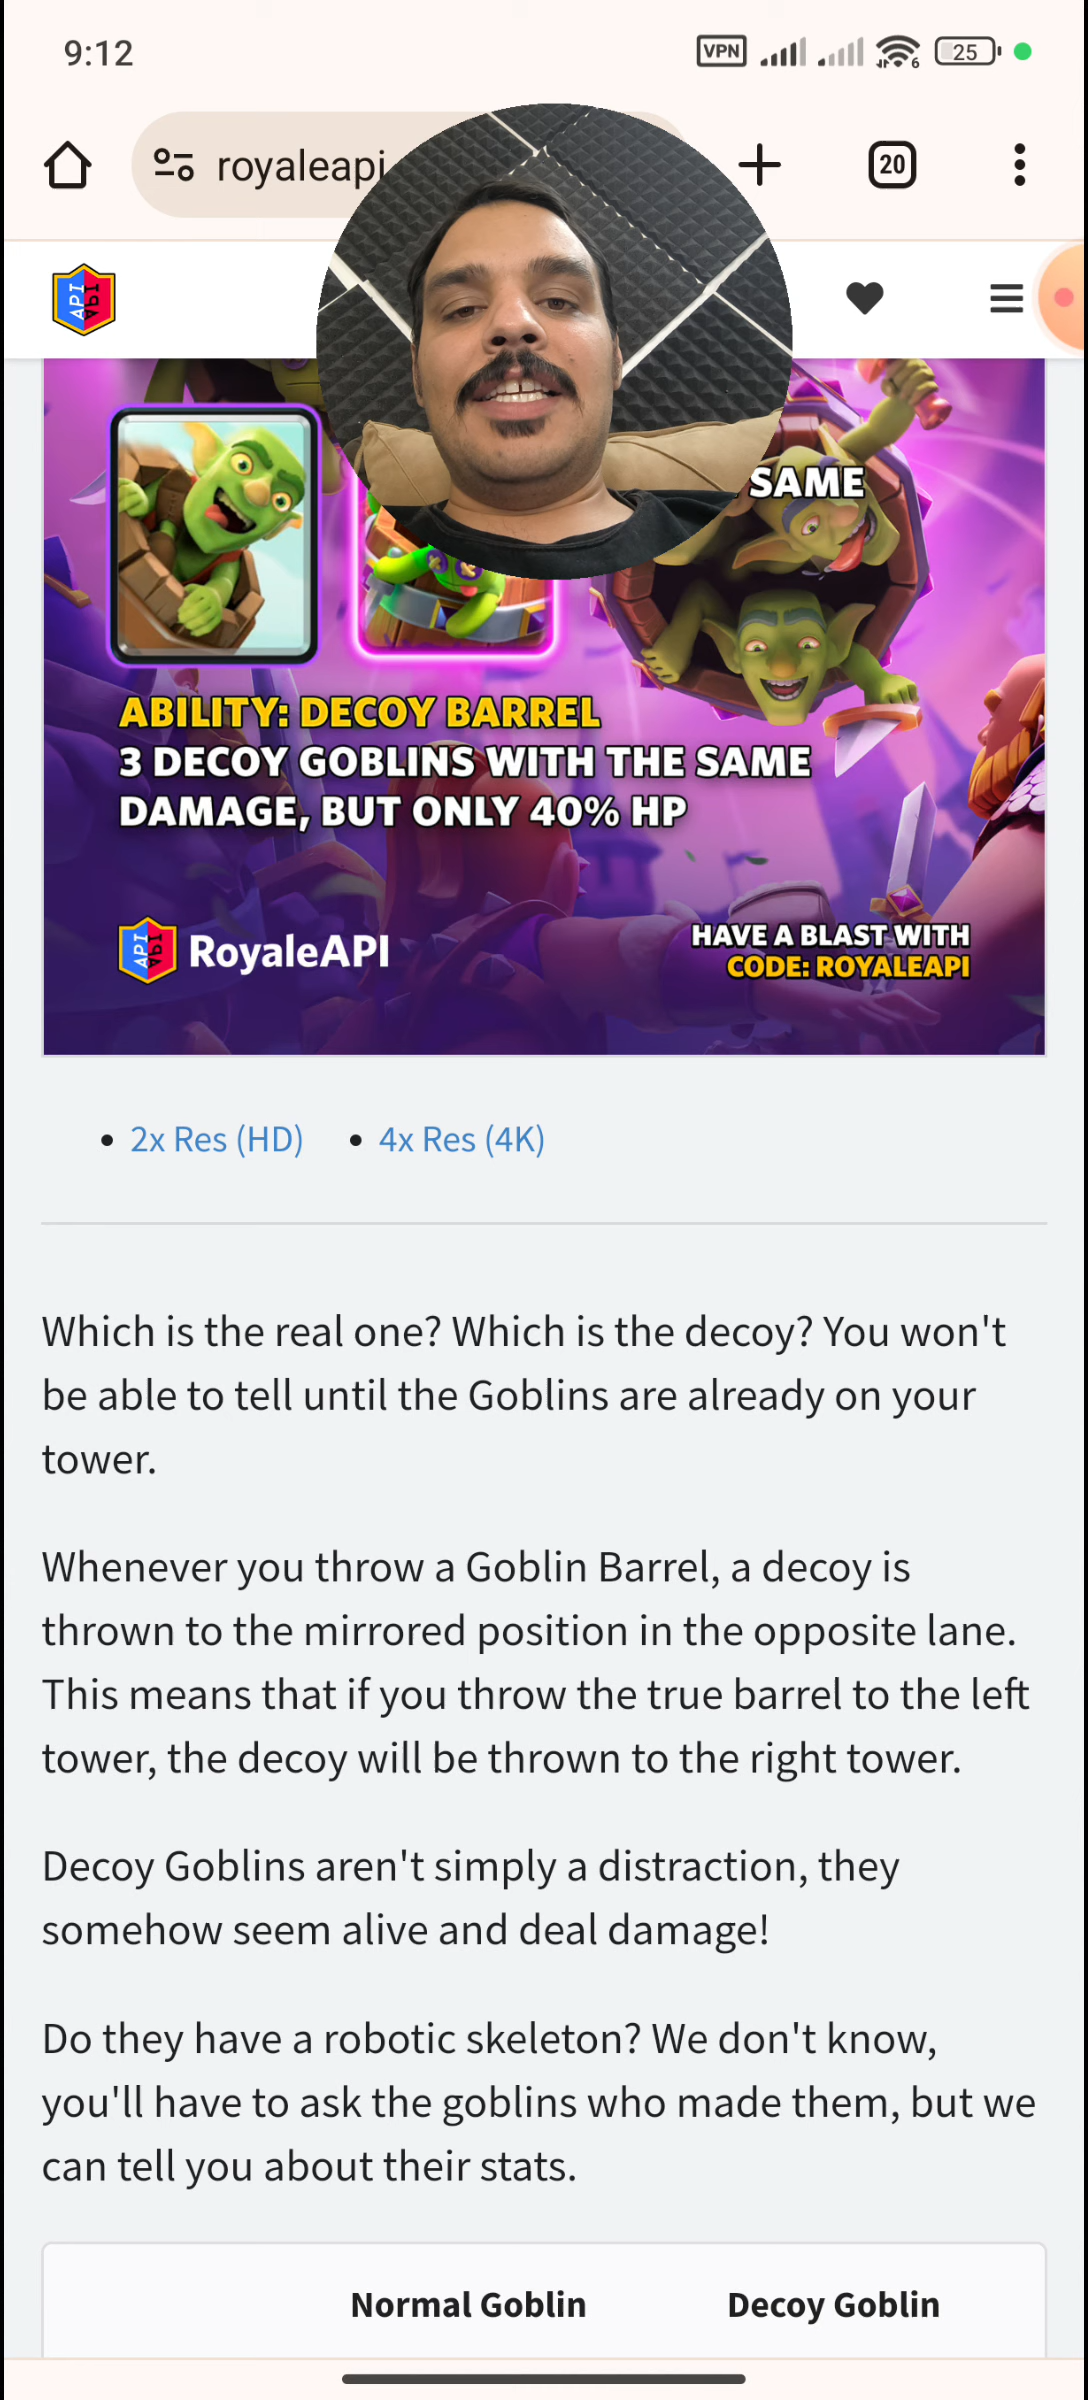 9:12
VPN
6
25
royaleapi
20
API
API
SAME
ABILITY: DECOY BARREL
3 DECOY GOBLINS WITH THE SAME
DAMAGE, BUT ONLY 40% HP
API
API
RoyaleAPI
HAVE A BLAST WITH
CODE: ROYALEAPI
• 2x Res (HD) • 4x Res (4K)
Which is the real one? Which is the decoy? You won't
be able to tell until the Goblins are already on your
tower.
Whenever you throw a Goblin Barrel, a decoy is
thrown to the mirrored position in the opposite lane.
This means that if you throw the true barrel to the left
tower, the decoy will be thrown to the right tower.
Decoy Goblins aren't simply a distraction, they
somehow seem alive and deal damage!
Do they have a robotic skeleton? We don't know,
you'll have to ask the goblins who made them, but we
can tell you about their stats.
Normal Goblin Decoy Goblin